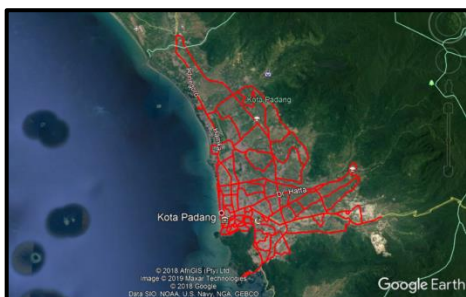 Kota Padang
Dr. Hatta
Kota Padang
© 2018 AfriGIS (Pty) Ltd.
Image © 2019 Maxar Technologies
© 2018 Google
Data SIO, NOAA, U.S. Navy, NGA, GEBCO
Google Earth